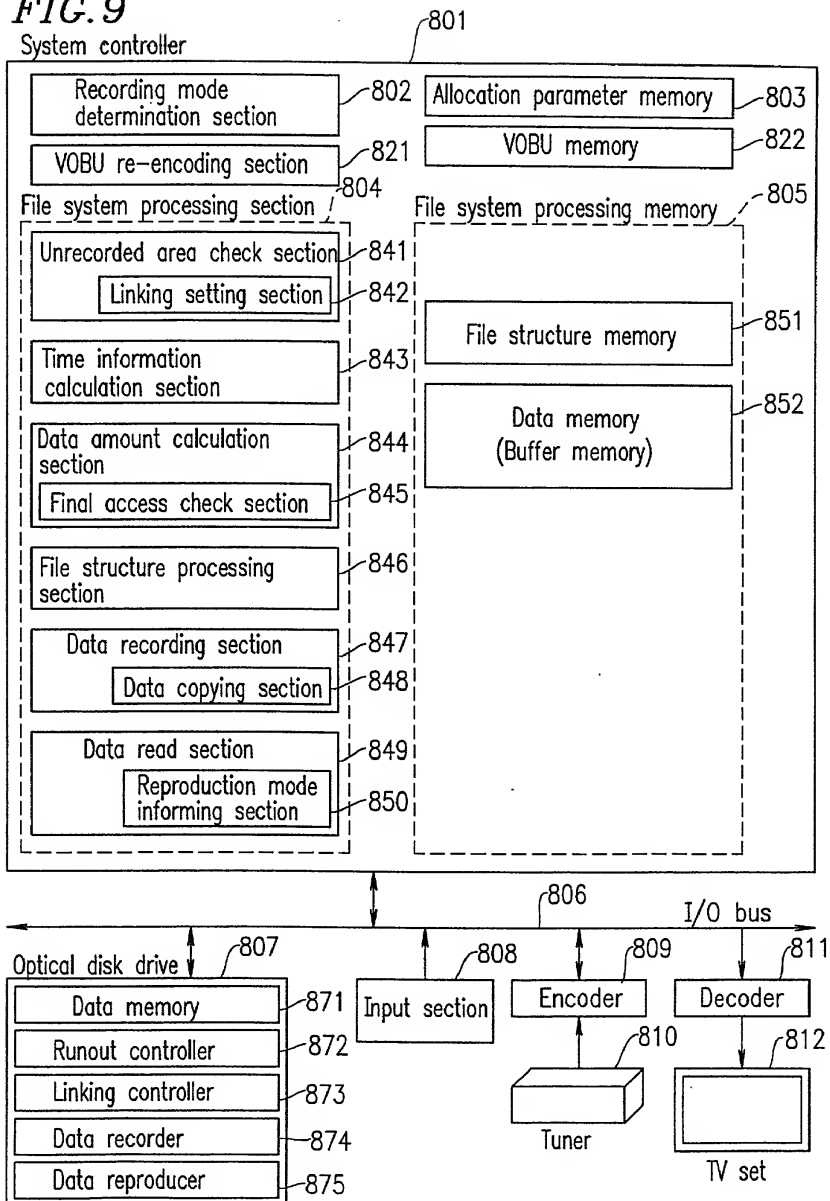 FIG. 9
801
System controller
Recording mode
determination section
802
Allocation parameter memory
803
VOBU re-encoding section
821
VOBU memory
822
File system processing section
804
File system processing memory
805
Unrecorded area check section
841
Linking setting section
842
Time information
calculation section
843
Data amount calculation
section
844
Final access check section
845
File structure processing
section
846
Data recording section
847
Data copying section
848
Data read section
849
Reproduction mode
informing section
850
File structure memory
851
Data memory
(Buffer memory)
852
806
I/O bus
Optical disk drive
807
Data memory
871
Runout controller
872
Linking controller
873
Data recorder
874
Data reproducer
875
808
Input section
809
Encoder
810
Tuner
811
Decoder
812
TV set